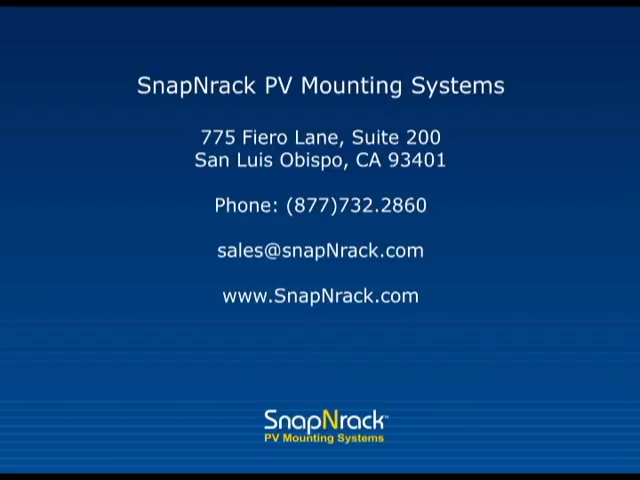 SnapNrack PV Mounting Systems
775 Fiero Lane, Suite 200
San Luis Obispo, CA 93401
Phone: (877)732.2860
sales@snapNrack.com
www.SnapNrack.com
SnapNrack™
PV Mounting Systems